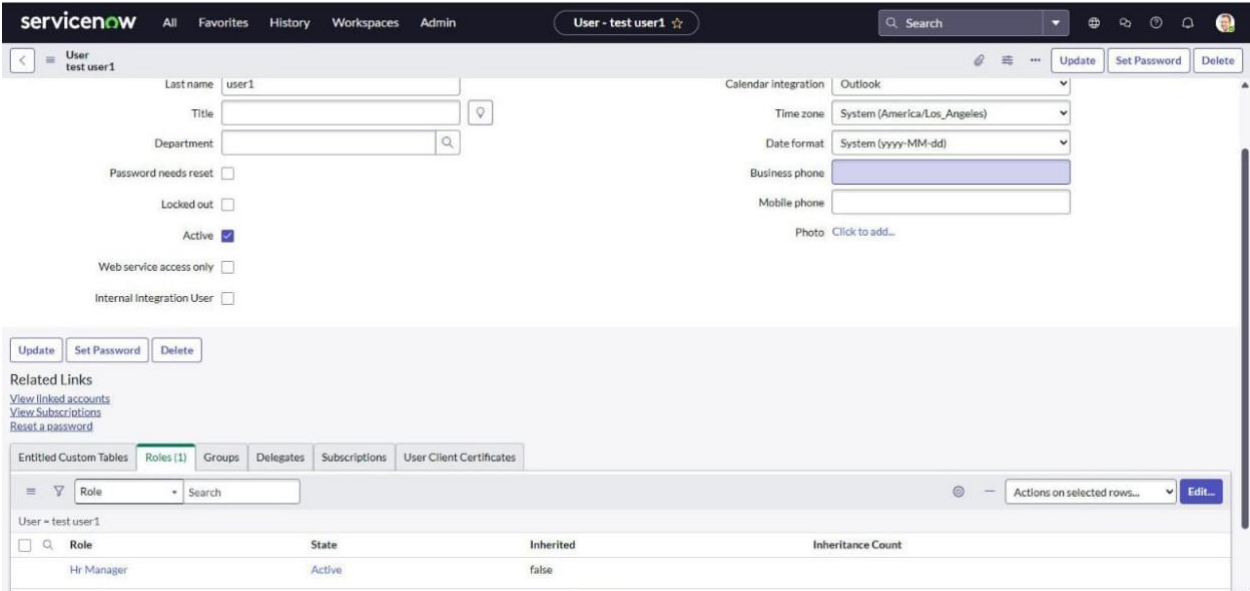 servicenow All Favorites History Workspaces Admin User - test user1 Search
User
test user1
Update Set Password Delete
Last name user1
Calendar integration Outlook
Title
Time zone System (America/Los_Angeles)
Department
Date format System (yyyy-MM-dd)
Password needs reset
Business phone
Locked out
Mobile phone
Active
Photo Click to add...
Web service access only
Internal Integration User
Update Set Password Delete
Related Links
View linked accounts
View Subscriptions
Reset a password
Entitled Custom Tables Roles (1) Groups Delegates Subscriptions User Client Certificates
Role Search Actions on selected rows... Edit...
User = test user1
Role State Inherited Inheritance Count
Hr Manager Active false